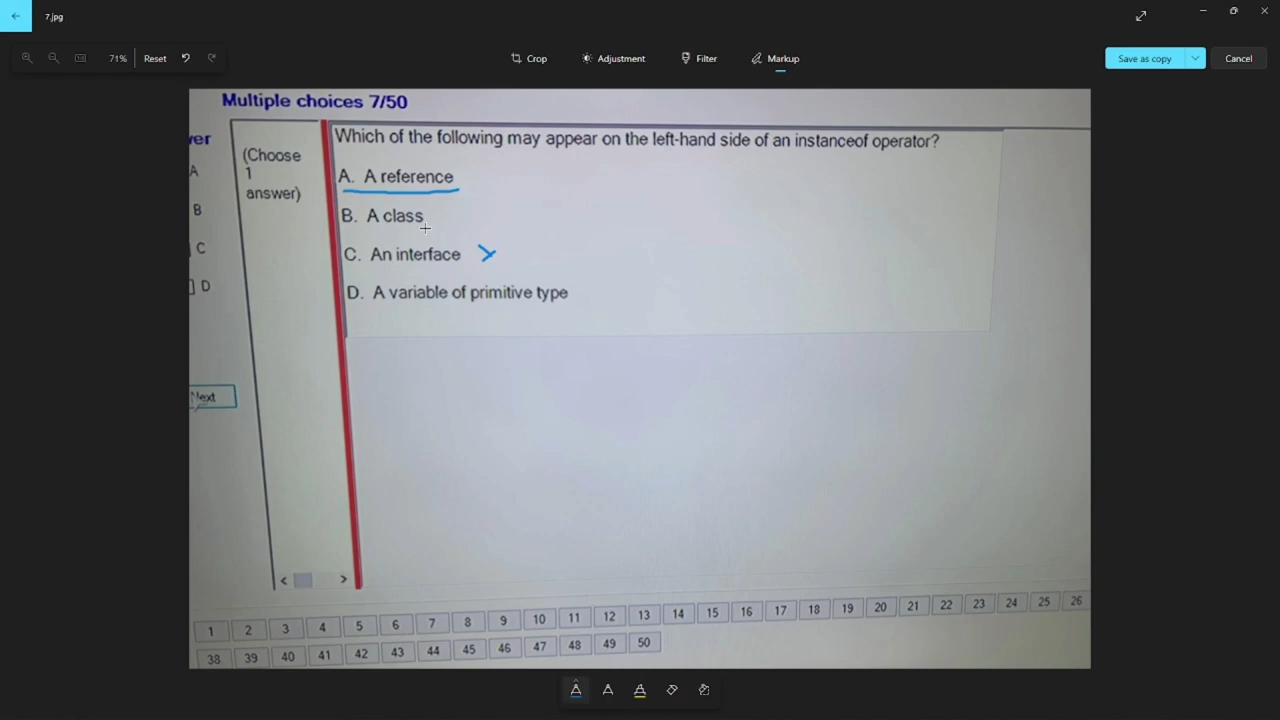 7.jpg
71%
Reset
Crop
Adjustment
Filter
Markup
Save as copy
Cancel
Multiple choices 7/50
ver
A
B
C
D
Next
(Choose
1
answer)
Which of the following may appear on the left-hand side of an instanceof operator?
A. A reference
B. A class
C. An interface
D. A variable of primitive type
< >
1 2 3 4 5 6 7 8 9 10 11 12 13 14 15 16 17 18 19 20 21 22 23 24 25 26
38 39 40 41 42 43 44 45 46 47 48 49 50